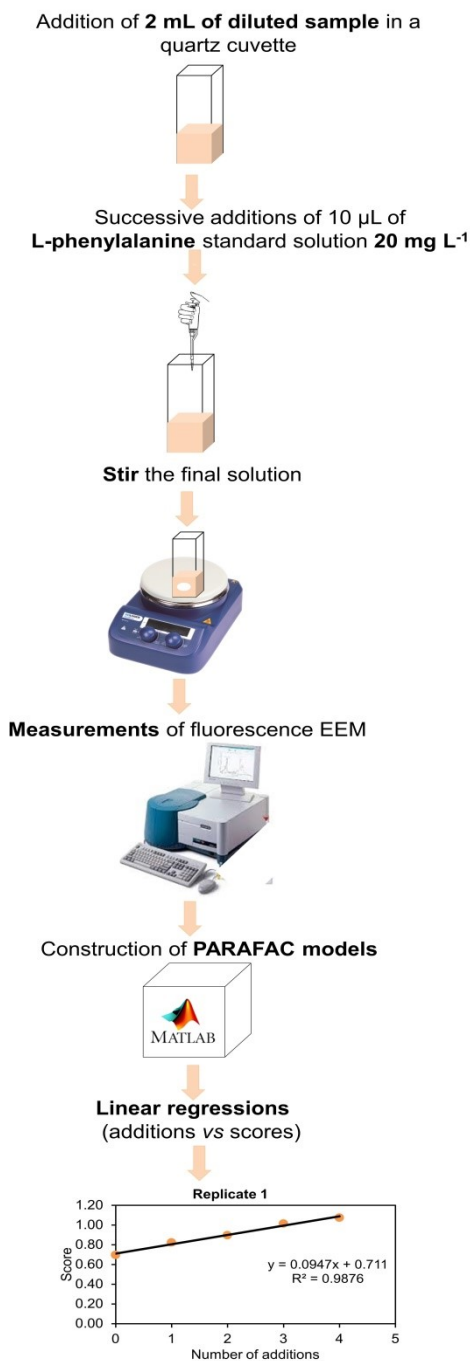 Addition of 2 mL of diluted sample in a
quartz cuvette
Successive additions of 10 µL of
L-phenylalanine standard solution 20 mg L⁻¹
Stir the final solution
Measurements of fluorescence EEM
Construction of PARAFAC models
MATLAB
Linear regressions
(additions vs scores)
Replicate 1
1.20
1.00
0.80
0.60
0.40
0.20
0.00
Score
y = 0.0947x + 0.711
R² = 0.9876
0 1 2 3 4 5
Number of additions